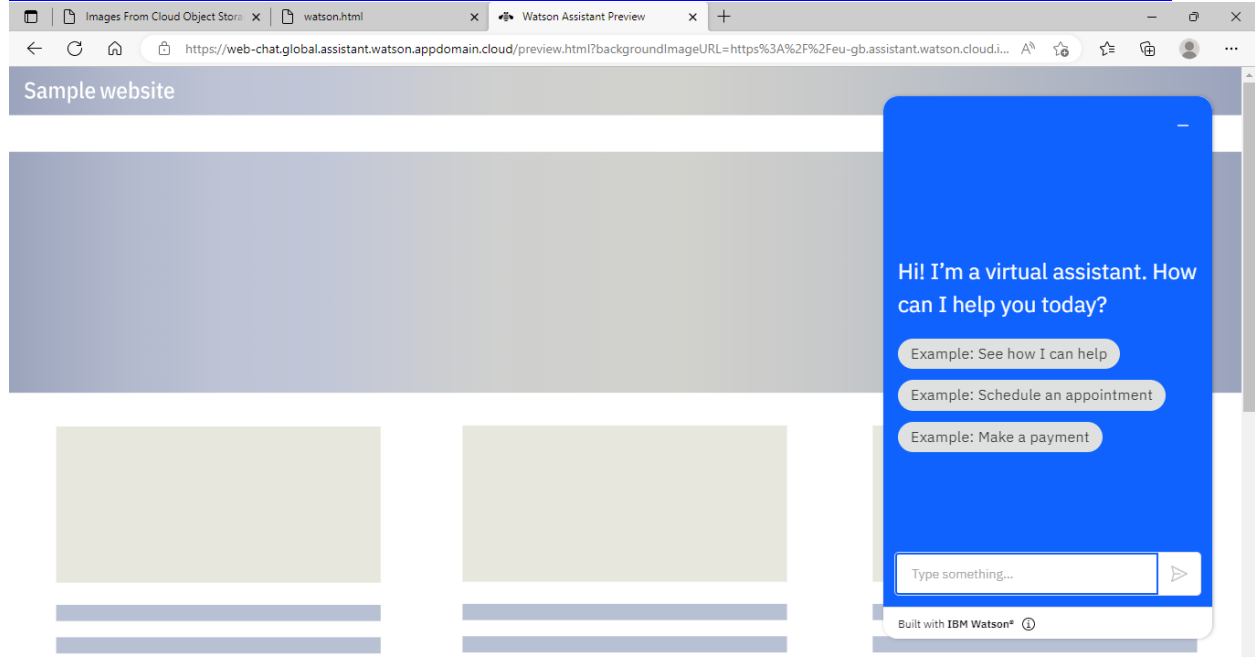 Images From Cloud Object Stora
watson.html
Watson Assistant Preview
https://web-chat.global.assistant.watson.appdomain.cloud/preview.html?backgroundImageURL=https%3A%2F%2Feu-gb.assistant.watson.cloud.i...
Sample website
Hi! I’m a virtual assistant. How
can I help you today?
Example: See how I can help
Example: Schedule an appointment
Example: Make a payment
Type something...
Built with IBM Watson®